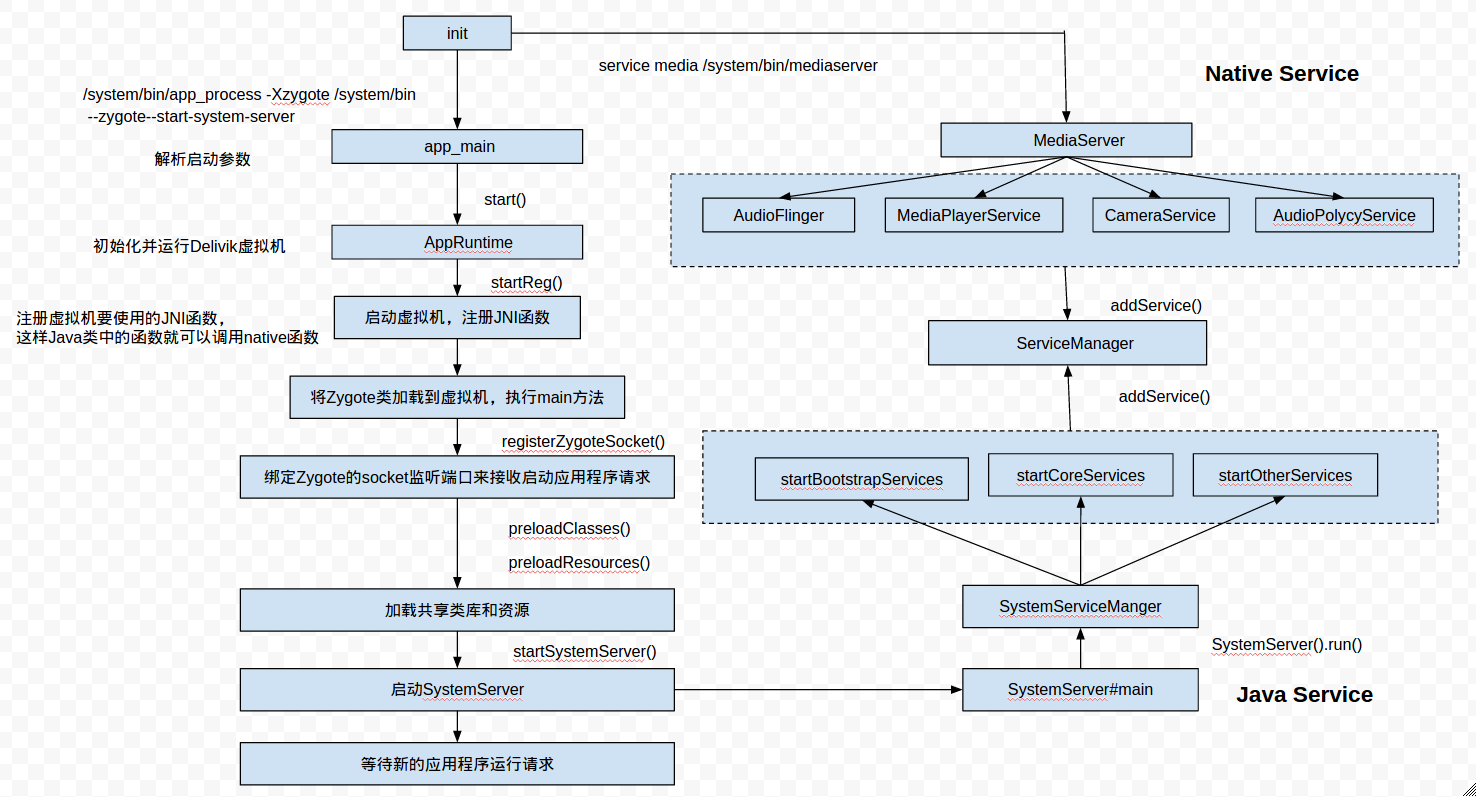 init
service media /system/bin/mediaserver
Native Service
/system/bin/app_process -Xzygote /system/bin
--zygote--start-system-server
app_main
解析启动参数
start()
初始化并运行Delivik虚拟机
AppRuntime
startReg()
注册虚拟机要使用的JNI函数，
这样Java类中的函数就可以调用native函数
启动虚拟机，注册JNI函数
将Zygote类加载到虚拟机，执行main方法
registerZygoteSocket()
绑定Zygote的socket监听端口来接收启动应用程序请求
preloadClasses()
preloadResources()
加载共享类库和资源
startSystemServer()
启动SystemServer
等待新的应用程序运行请求
MediaServer
AudioFlinger
MediaPlayerService
CameraService
AudioPolycyService
addService()
ServiceManager
addService()
startBootstrapServices
startCoreServices
startOtherServices
SystemServiceManger
SystemServer().run()
SystemServer#main
Java Service